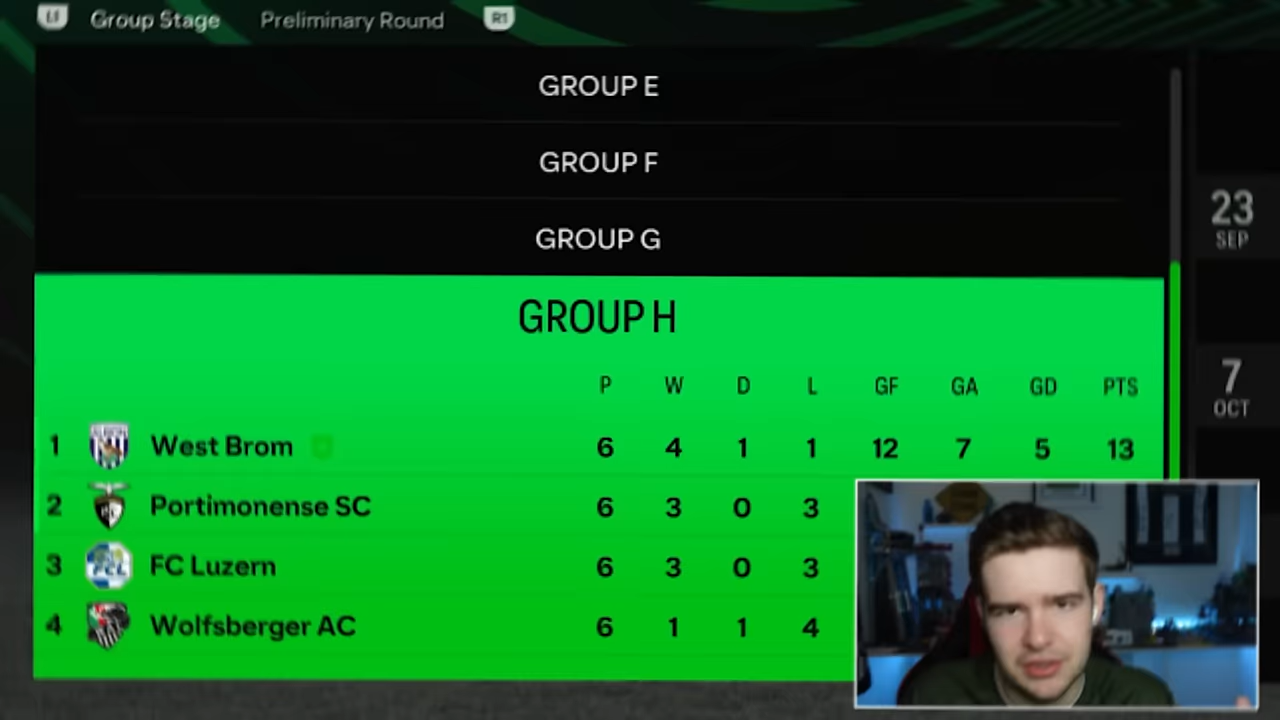 L1 Group Stage Preliminary Round R1
GROUP E
GROUP F
GROUP G
23
SEP
GROUP H
7
OCT
P W D L GF GA GD PTS
1 West Brom 6 4 1 1 12 7 5 13
2 Portimonense SC 6 3 0 3
3 FC Luzern 6 3 0 3
4 Wolfsberger AC 6 1 1 4